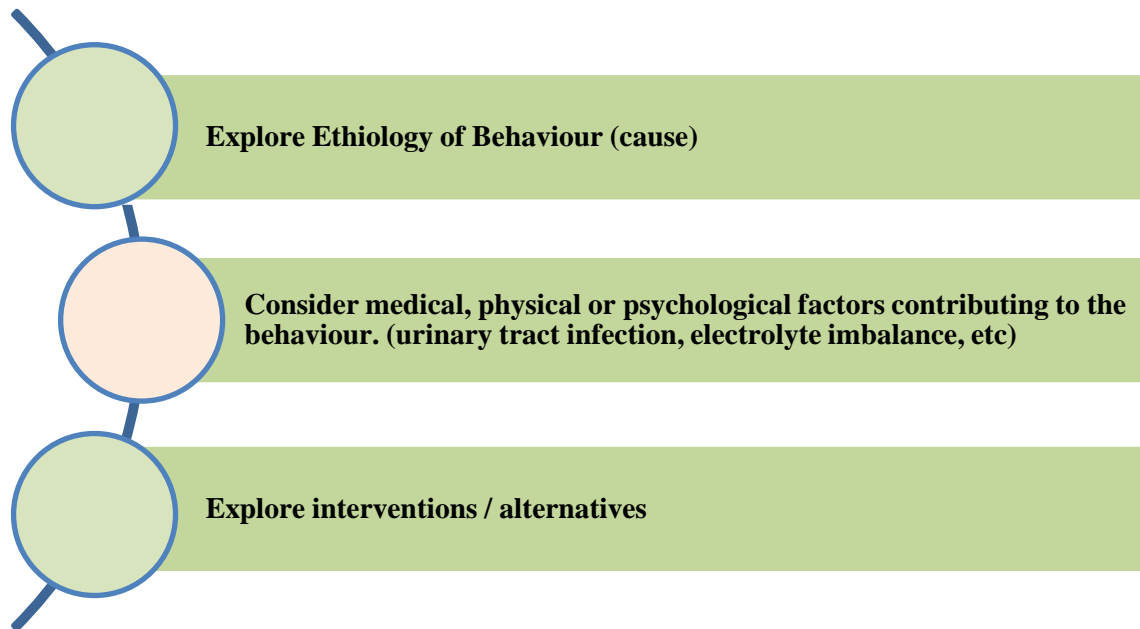 Explore Ethiology of Behaviour (cause)
Consider medical, physical or psychological factors contributing to the
behaviour. (urinary tract infection, electrolyte imbalance, etc)
Explore interventions / alternatives